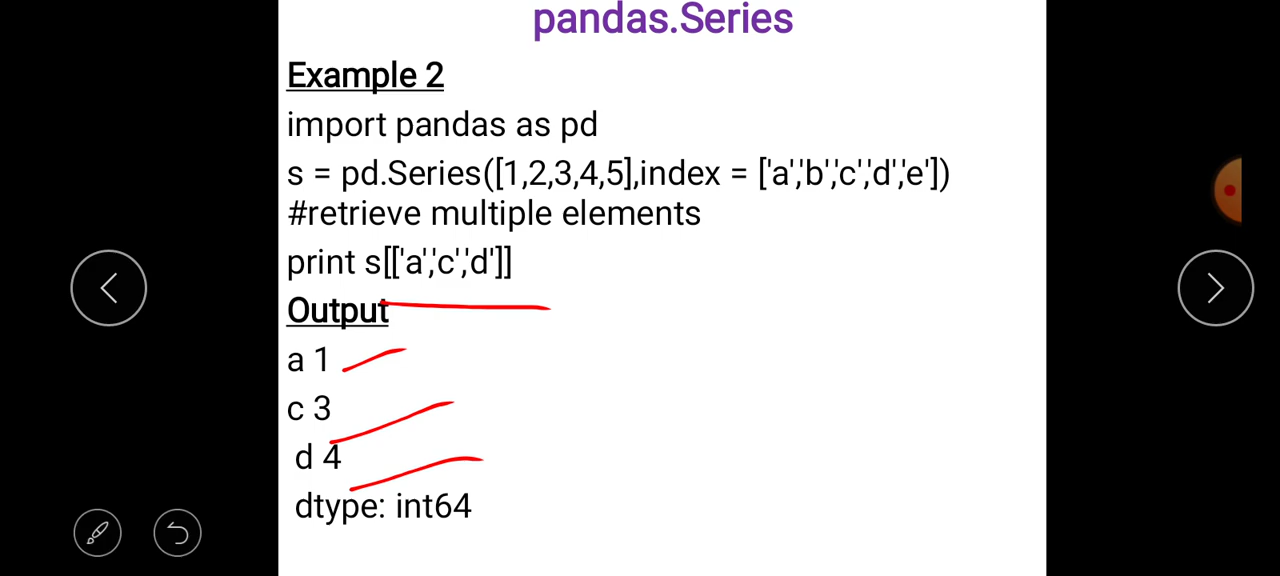 pandas.Series
Example 2
import pandas as pd
s = pd.Series([1,2,3,4,5],index = ['a','b','c','d','e'])
#retrieve multiple elements
print s[['a','c','d']]
Output
a 1
c 3
d 4
dtype: int64